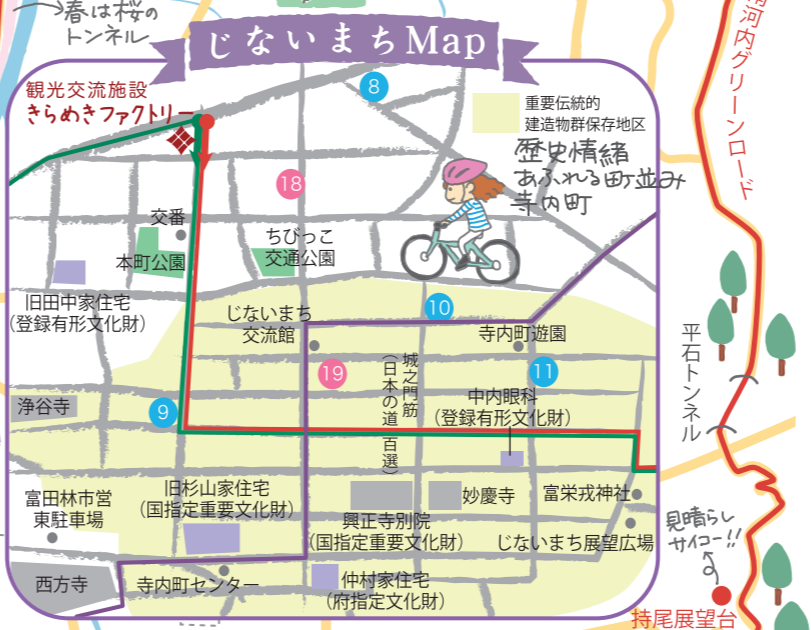 春は桜の
トンネル
じないまちMap
南河内グリーンロード
観光交流施設
きらめきファクトリー
8
重要伝統的
建造物群保存地区
歴史情緒
あふれる町並み
寺内町
18
交番
本町公園
ちびっこ
交通公園
旧田中家住宅
(登録有形文化財)
じないまち
交流館
10
寺内町遊園
平石トンネル
19
城之門筋
(日本の道 百選)
11
中内眼科
(登録有形文化財)
浄谷寺
9
富田林市営
東駐車場
旧杉山家住宅
(国指定重要文化財)
興正寺別院
(国指定重要文化財)
妙慶寺
富栄戎神社
じないまち展望広場
見晴らし
サイコー!!
西方寺
寺内町センター
仲村家住宅
(府指定文化財)
持尾展望台